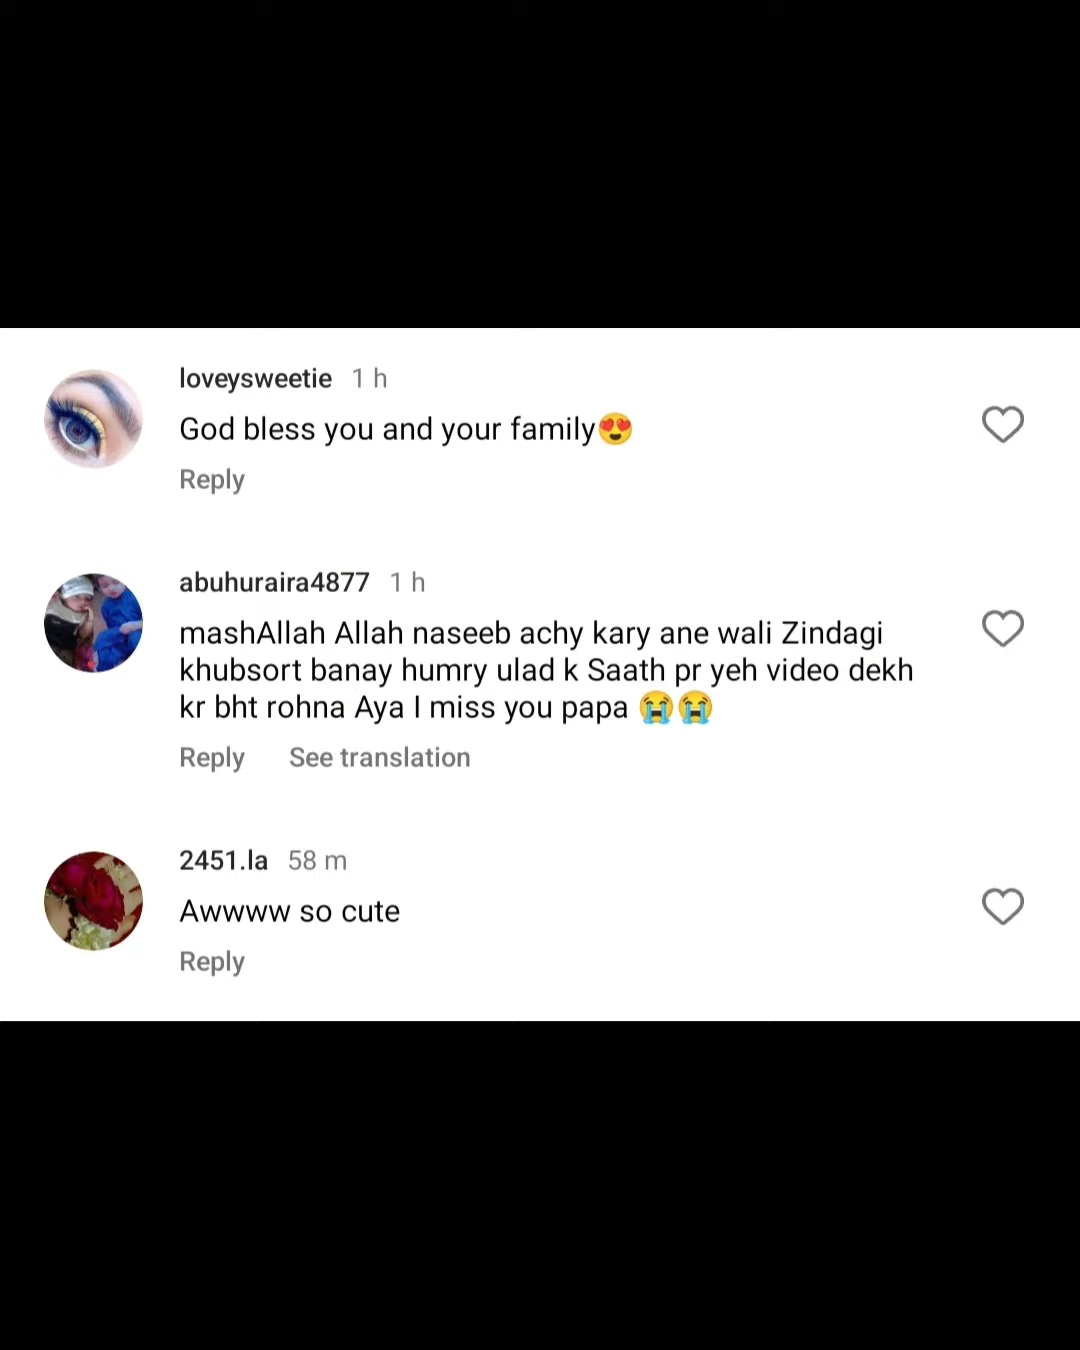 loveysweetie 1 h
God bless you and your family😍
Reply
abuhuraira4877 1 h
mashAllah Allah naseeb achy kary ane wali Zindagi
khubsort banay humry ulad k Saath pr yeh video dekh
kr bht rohna Aya I miss you papa 😭😭
Reply See translation
2451.la 58 m
Awwww so cute
Reply